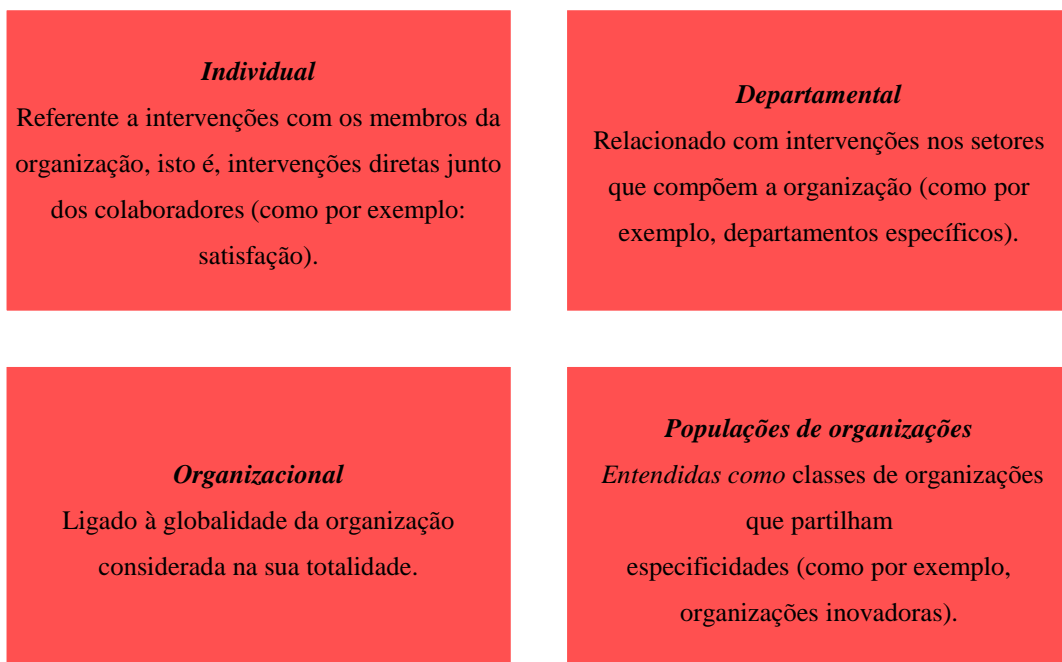 Individual
Referente a intervenções com os membros da
organização, isto é, intervenções diretas junto
dos colaboradores (como por exemplo:
satisfação).
Departamental
Relacionado com intervenções nos setores
que compõem a organização (como por
exemplo, departamentos específicos).
Organizacional
Ligado à globalidade da organização
considerada na sua totalidade.
Populações de organizações
Entendidas como classes de organizações
que partilham
especificidades (como por exemplo,
organizações inovadoras).